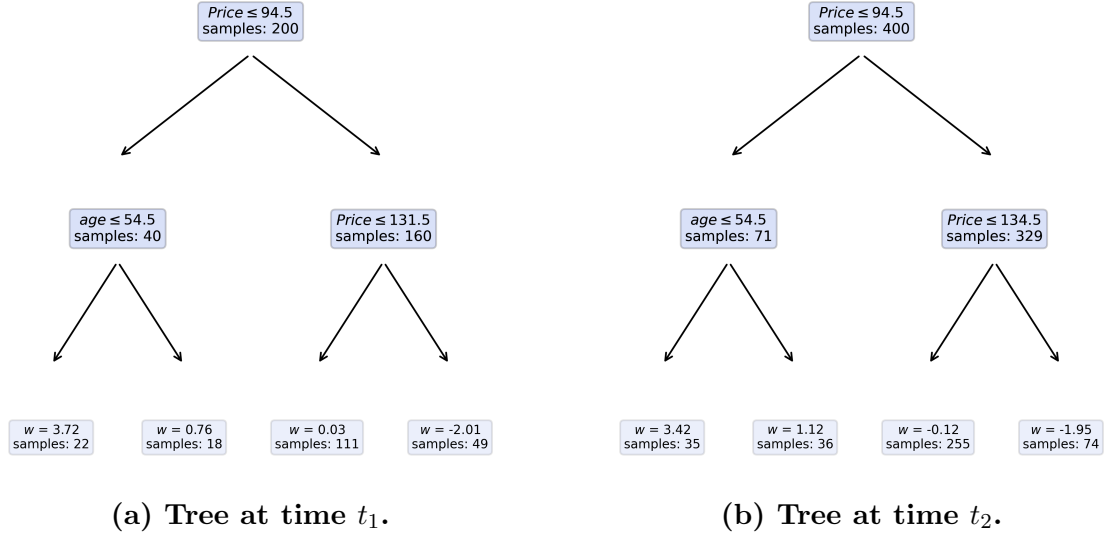 Price ≤ 94.5
samples: 200
age ≤ 54.5
samples: 40
Price ≤ 131.5
samples: 160
w = 3.72
samples: 22
w = 0.76
samples: 18
w = 0.03
samples: 111
w = -2.01
samples: 49
(a) Tree at time t₁.
Price ≤ 94.5
samples: 400
age ≤ 54.5
samples: 71
Price ≤ 134.5
samples: 329
w = 3.42
samples: 35
w = 1.12
samples: 36
w = -0.12
samples: 255
w = -1.95
samples: 74
(b) Tree at time t₂.